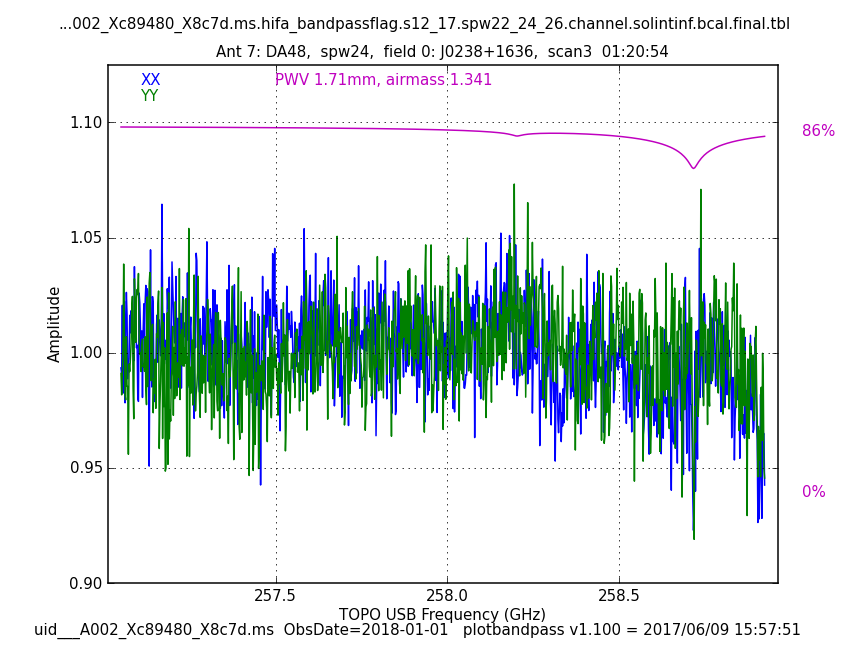 ...002_Xc89480_X8c7d.ms.hifa_bandpassflag.s12_17.spw22_24_26.channel.solintinf.bcal.final.tbl
Ant 7: DA48,  spw24,  field 0: J0238+1636,  scan3  01:20:54
XX
PWV 1.71mm, airmass 1.341
YY
1.10
86%
1.05
Amplitude
1.00
0.95
0%
0.90
257.5
258.0
258.5
TOPO USB Frequency (GHz)
uid___A002_Xc89480_X8c7d.ms  ObsDate=2018-01-01   plotbandpass v1.100 = 2017/06/09 15:57:51